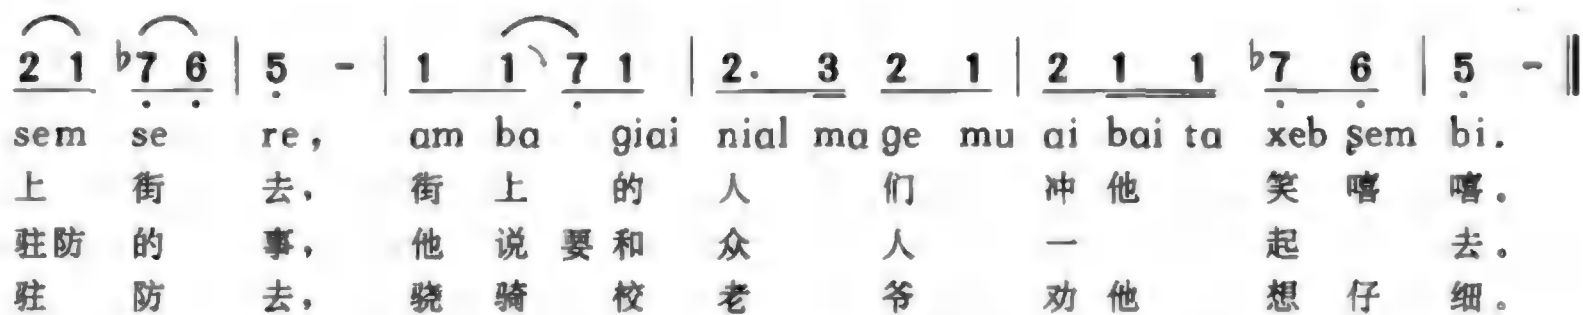 2 1 ♭7 6 | 5 - | 1 1 7 1 | 2. 3 2 1 | 2 1 1 ♭7 6 | 5 - ‖
sem se re, am ba giai nial ma ge mu ai bai ta xeb şem bi.
上 街 去, 街 上 的 人 们 冲 他 笑 嘻 嘻。
驻防 的 事, 他 说 要 和 众 人 一 起 去。
驻 防 去, 骁 骑 校 老 爷 劝 他 想 仔 细。